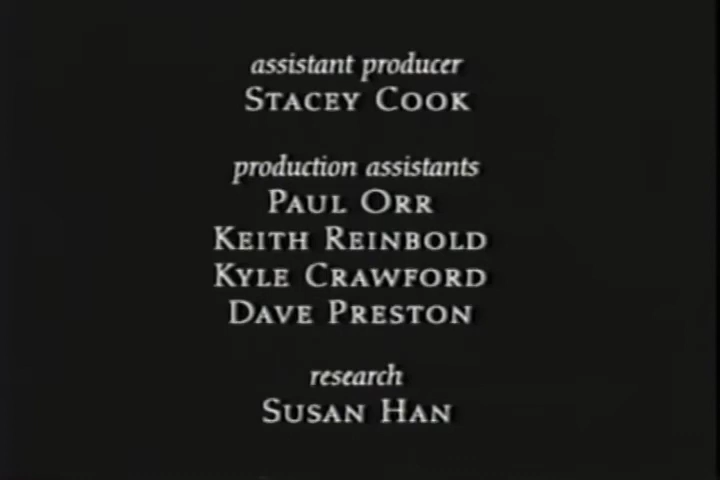 assistant producer
STACEY COOK
production assistants
PAUL ORR
KEITH REINBOLD
KYLE CRAWFORD
DAVE PRESTON
research
SUSAN HAN